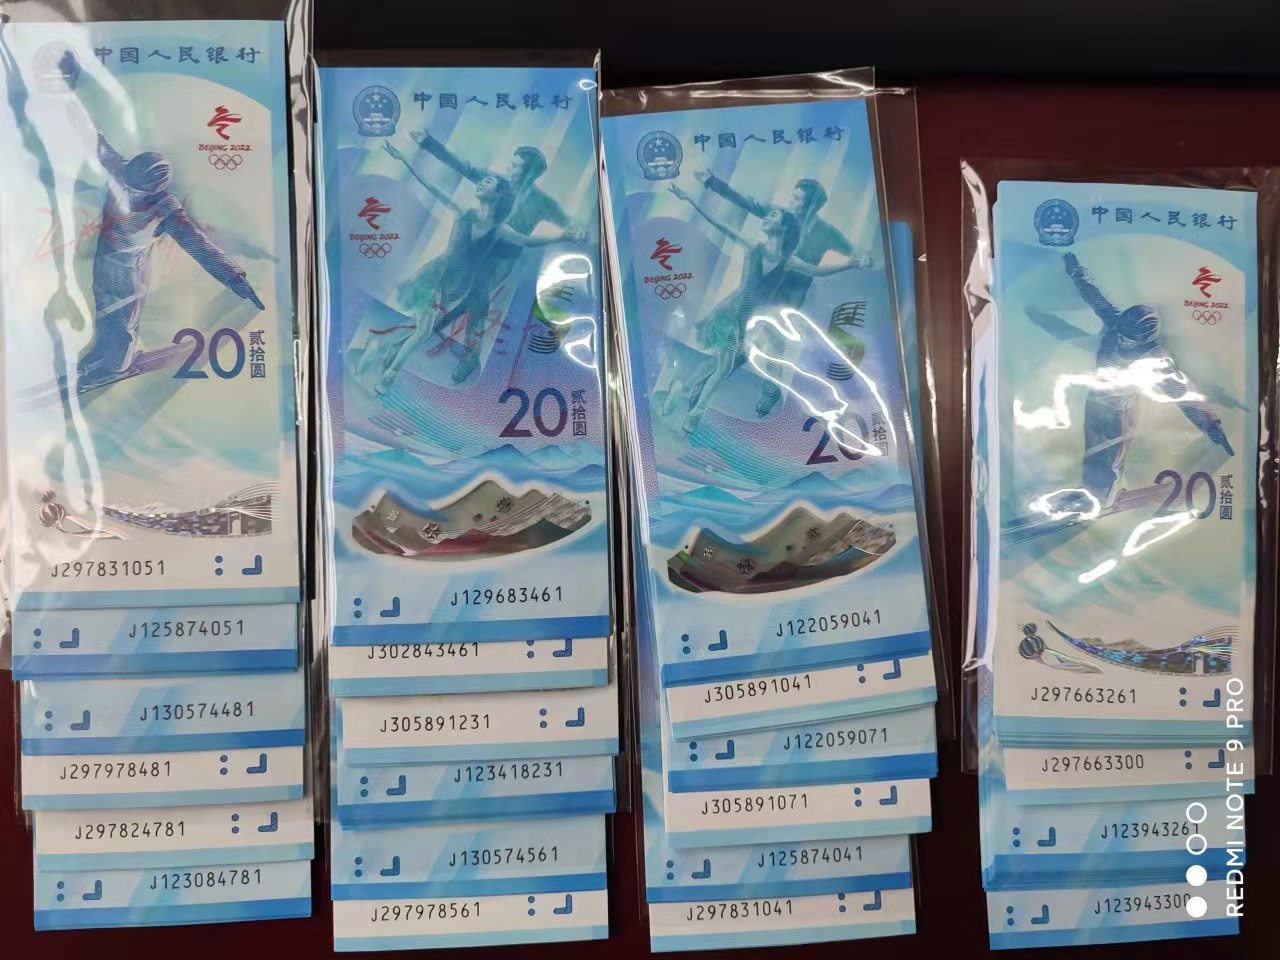 中国人民银行
BEIJING 2022
20
贰拾圆
J297831051
J125874051
J130574481
J297978481
J297824781
J123084781
中国人民银行
BEIJING 2022
20
贰拾圆
J129683461
J302843461
J305891231
J123418231
J130574561
J297978561
中国人民银行
BEIJING 2022
20
贰拾圆
J122059041
J305891041
J122059071
J305891071
J125874041
J297831041
中国人民银行
BEIJING 2022
20
贰拾圆
J297663261
J297663300
J123943261
J123943300
REDMI NOTE 9 PRO